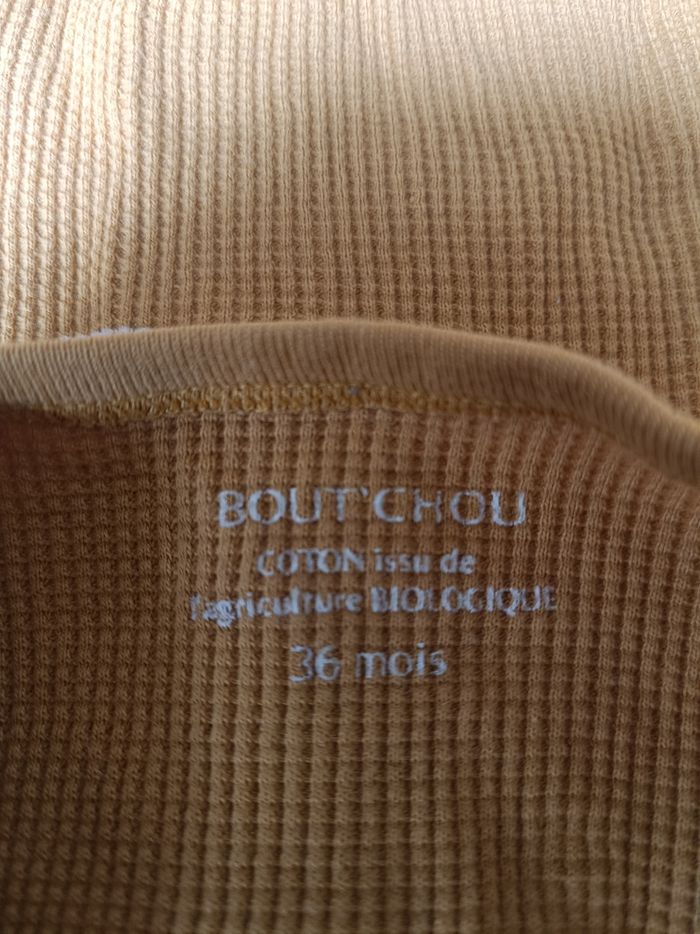 BOUT'CHOU
COTON issu de
l'agriculture BIOLOGIQUE
36 mois